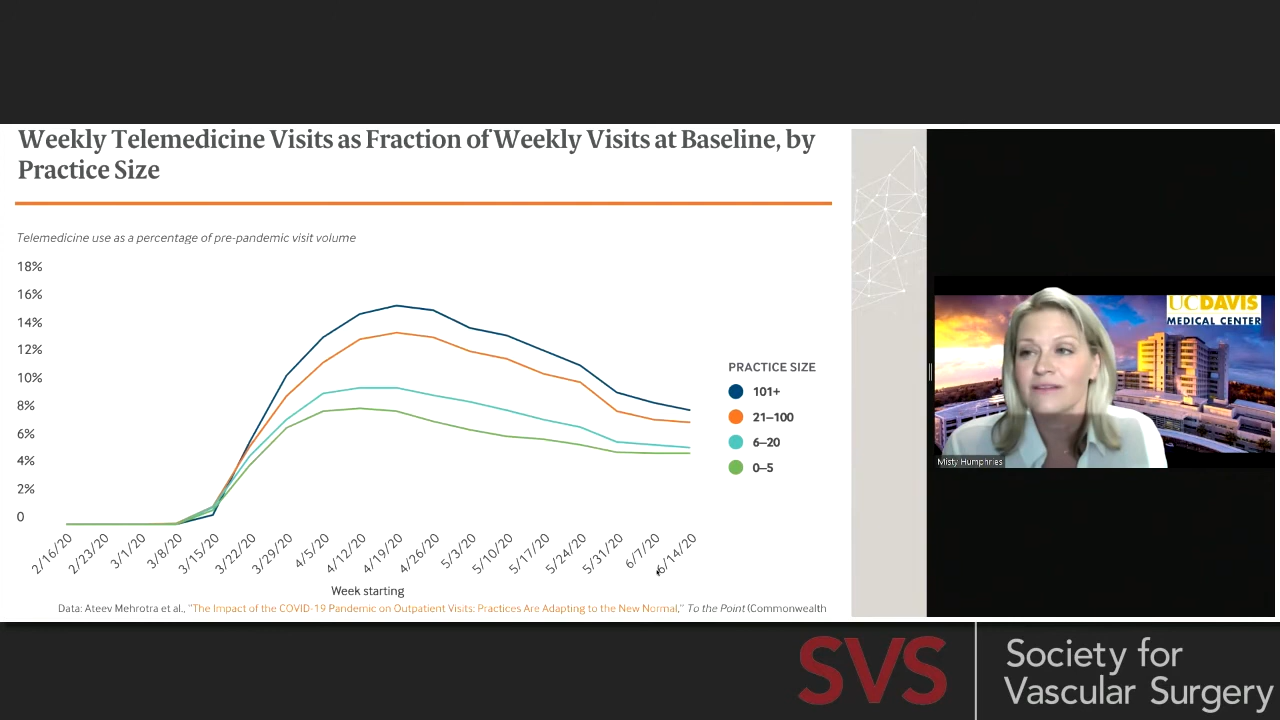 Weekly Telemedicine Visits as Fraction of Weekly Visits at Baseline, by
Practice Size
Telemedicine use as a percentage of pre-pandemic visit volume
18%
16%
14%
12%
10%
8%
6%
4%
2%
0
2/16/20
2/23/20
3/1/20
3/8/20
3/15/20
3/22/20
3/29/20
4/5/20
4/12/20
4/19/20
4/26/20
5/3/20
5/10/20
5/17/20
5/24/20
5/31/20
6/7/20
6/14/20
Week starting
PRACTICE SIZE
101+
21–100
6–20
0–5
Data: Ateev Mehrotra et al., "The Impact of the COVID-19 Pandemic on Outpatient Visits: Practices Are Adapting to the New Normal," To the Point (Commonwealth
UCDAVIS
MEDICAL CENTER
Misty Humphries
SVS
Society for
Vascular Surgery